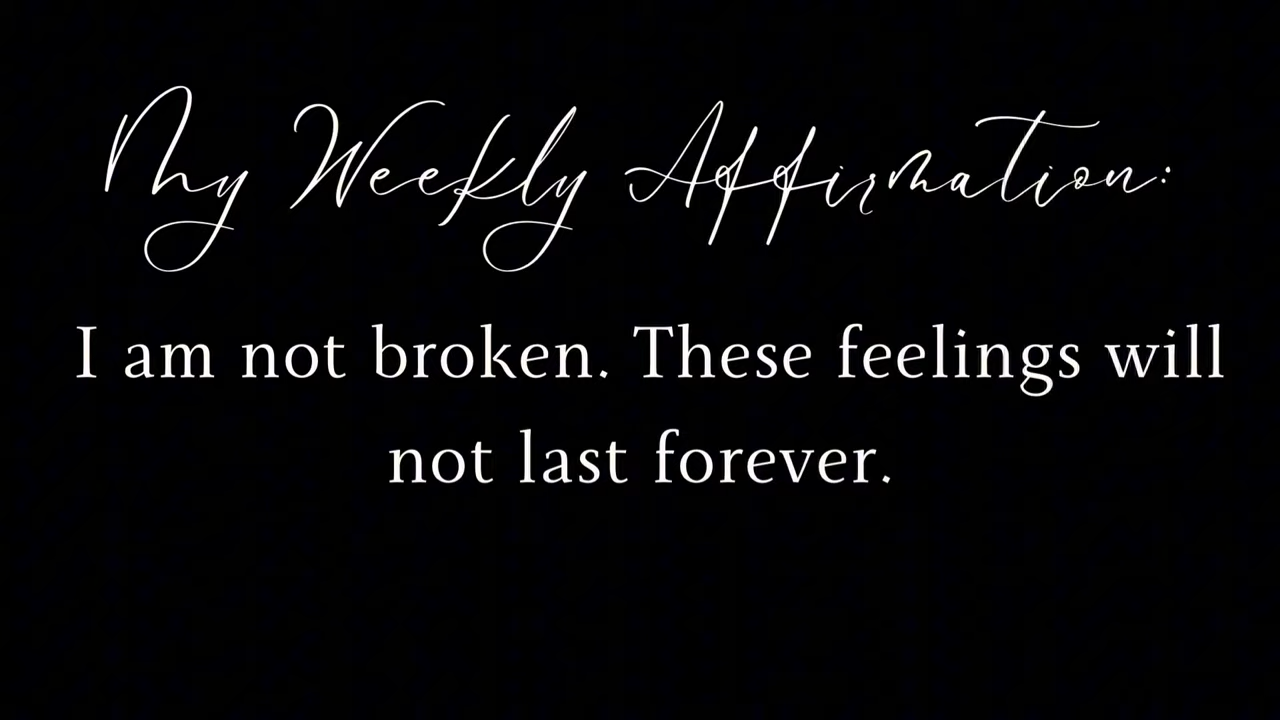 My Weekly Affirmation:
I am not broken. These feelings will
not last forever.